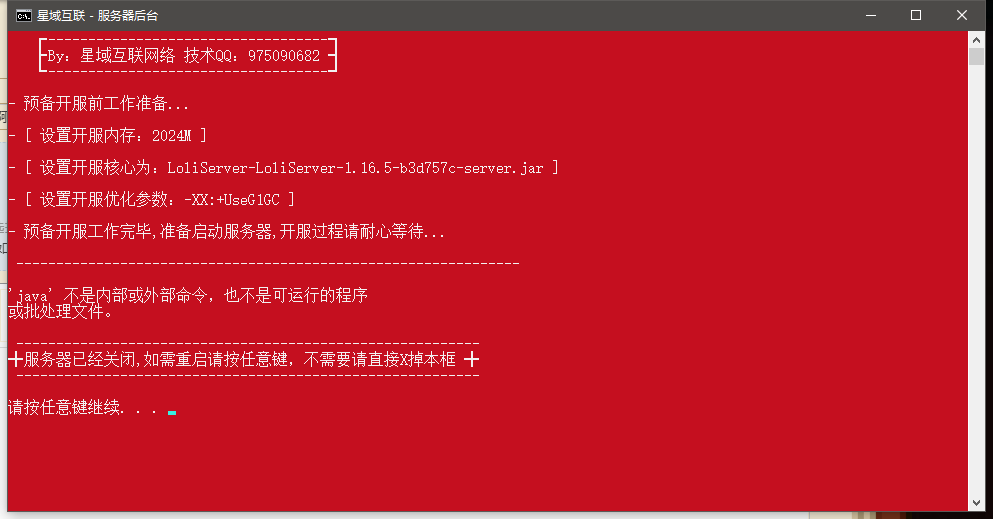 星域互联 - 服务器后台
By: 星域互联网络 技术QQ: 975090682
- 预备开服前工作准备...
- [ 设置开服内存: 2024M ]
- [ 设置开服核心为: LoliServer-LoliServer-1.16.5-b3d757c-server.jar ]
- [ 设置开服优化参数: -XX:+UseG1GC ]
- 预备开服工作完毕,准备启动服务器,开服过程请耐心等待...
'java' 不是内部或外部命令，也不是可运行的程序
或批处理文件。
服务器已经关闭,如需重启请按任意键，不需要请直接X掉本框
请按任意键继续. . .